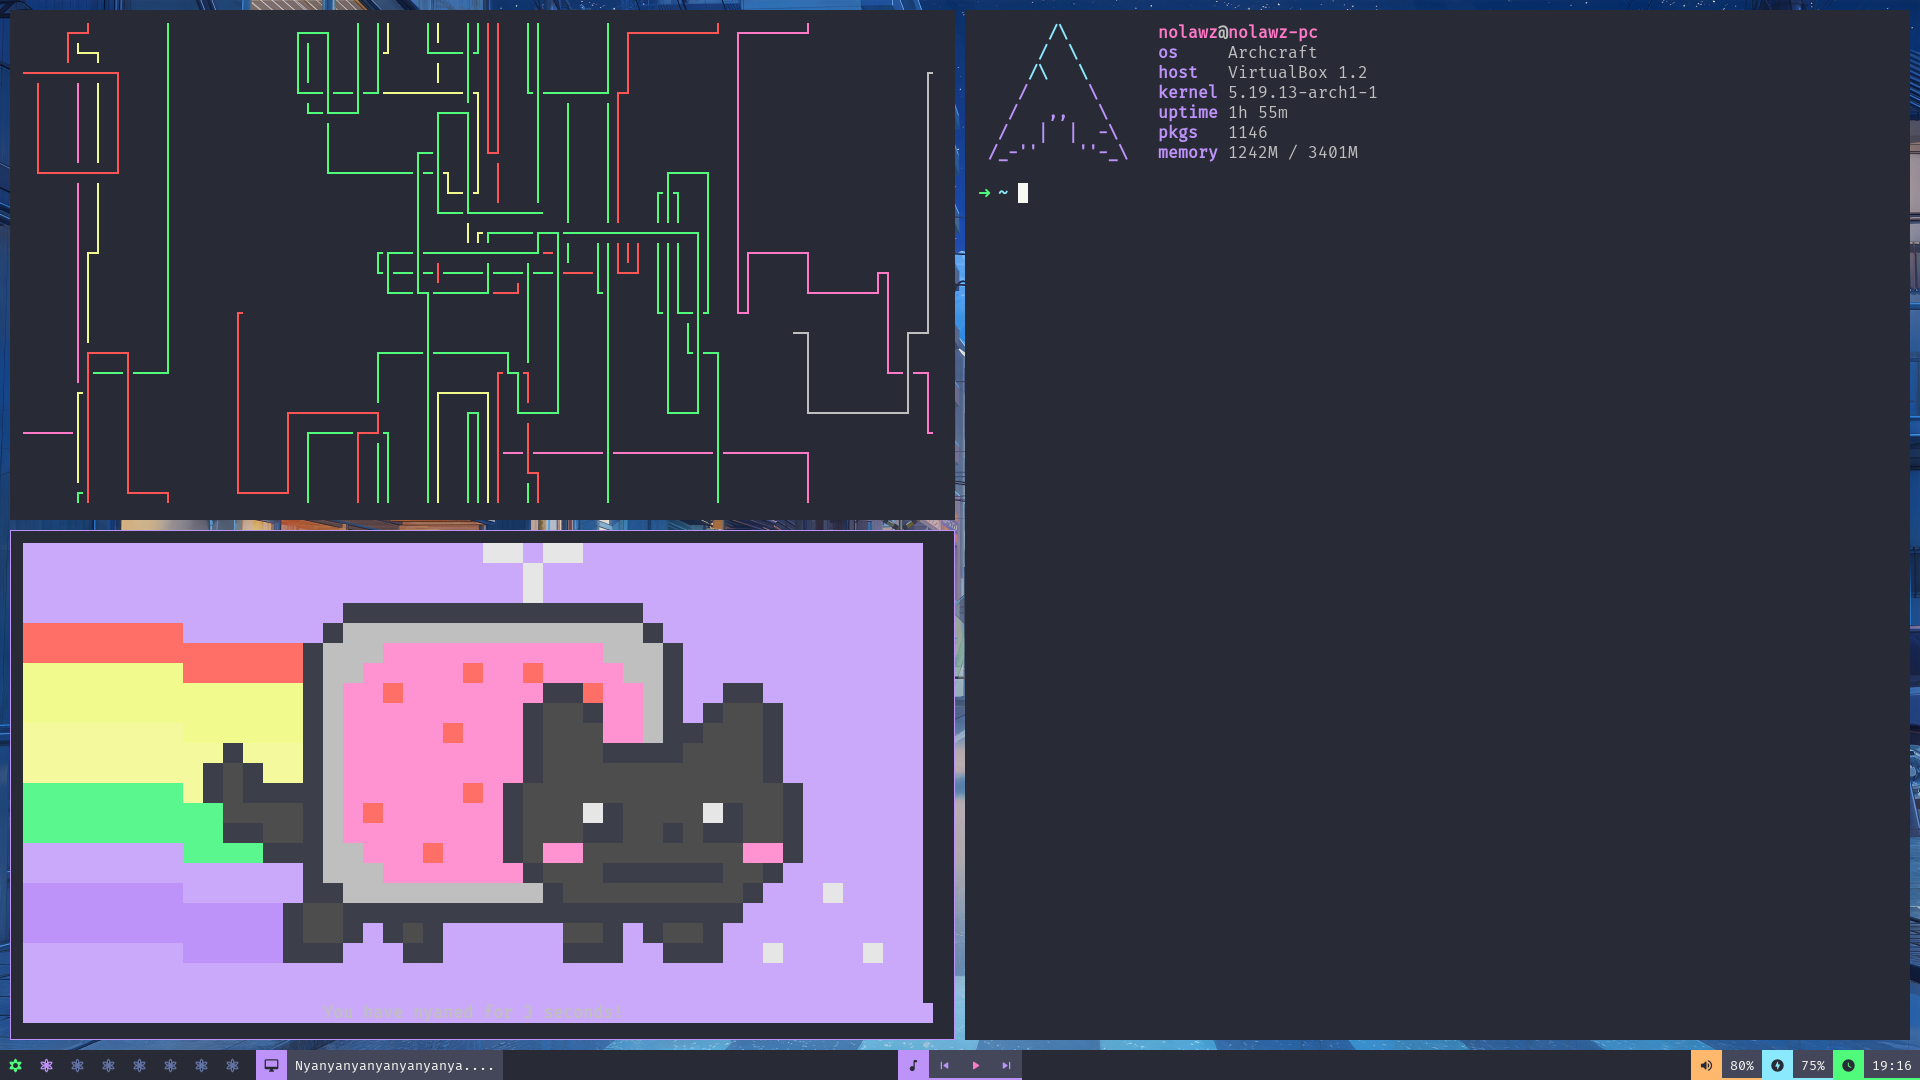 nolawz@nolawz-pc
os Archcraft
host VirtualBox 1.2
kernel 5.19.13-arch1-1
uptime 1h 55m
pkgs 1146
memory 1242M / 3401M
➜ ~
You have nyaned for 3 seconds!
Nyanyanyanyanyanyanya....
80%
75%
19:16